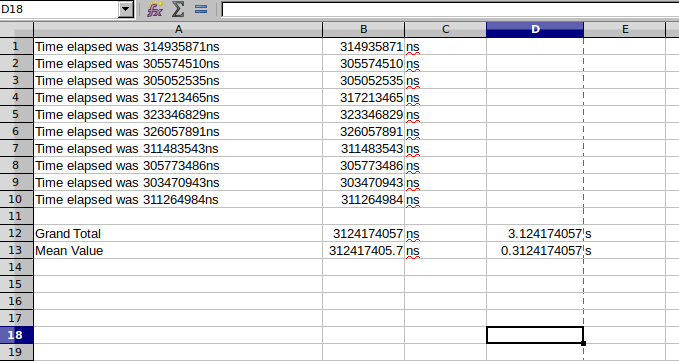 D18
A B C D E
1 Time elapsed was 314935871ns 314935871 ns
2 Time elapsed was 305574510ns 305574510 ns
3 Time elapsed was 305052535ns 305052535 ns
4 Time elapsed was 317213465ns 317213465 ns
5 Time elapsed was 323346829ns 323346829 ns
6 Time elapsed was 326057891ns 326057891 ns
7 Time elapsed was 311483543ns 311483543 ns
8 Time elapsed was 305773486ns 305773486 ns
9 Time elapsed was 303470943ns 303470943 ns
10 Time elapsed was 311264984ns 311264984 ns
11
12 Grand Total 3124174057 ns 3.124174057 s
13 Mean Value 312417405.7 ns 0.3124174057 s
14
15
16
17
18
19